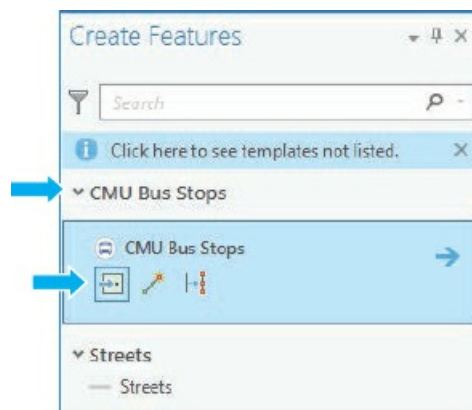 Create Features
Search
Click here to see templates not listed.
CMU Bus Stops
CMU Bus Stops
Streets
Streets